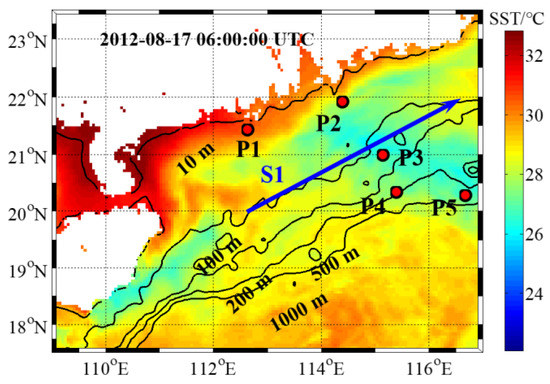 SST/°C
2012-08-17 06:00:00 UTC
23°N
22°N
21°N
20°N
19°N
18°N
P1
P2
P3
P4
P5
S1
10 m
100 m
200 m
500 m
1000 m
110°E
112°E
114°E
116°E
32
30
28
26
24